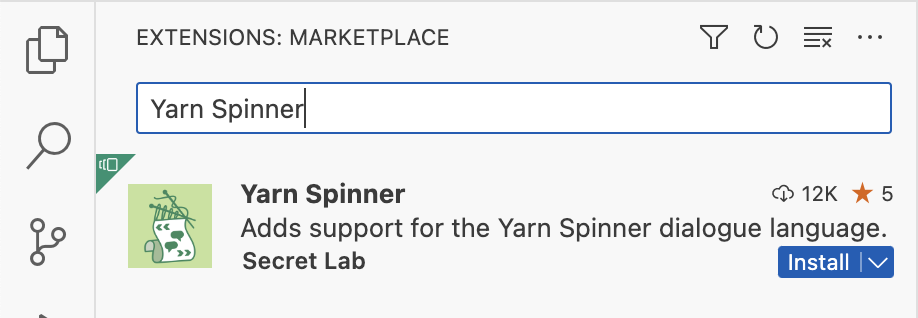 EXTENSIONS: MARKETPLACE
Yarn Spinner
Yarn Spinner 12K 5
Adds support for the Yarn Spinner dialogue language.
Secret Lab Install